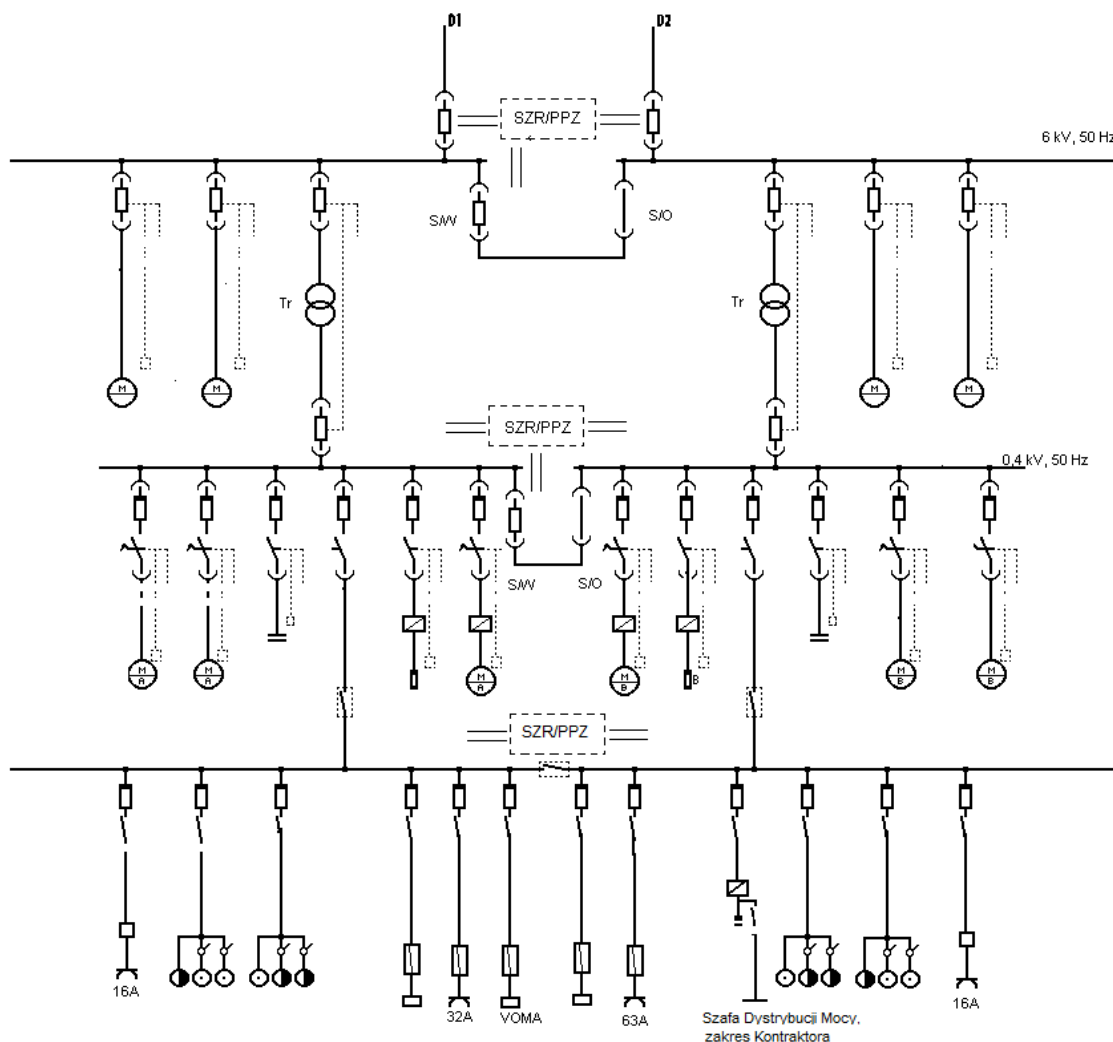 D1
D2
SZR/PPZ
6 kV, 50 Hz
S/W
S/O
Tr
Tr
M
M
M
M
SZR/PPZ
0,4 kV, 50 Hz
S/W
S/O
M
A
M
A
M
A
M
B
B
M
B
M
B
SZR/PPZ
16A
32A
VOMA
63A
16A
Szafa Dystrybucji Mocy,
zakres Kontraktora